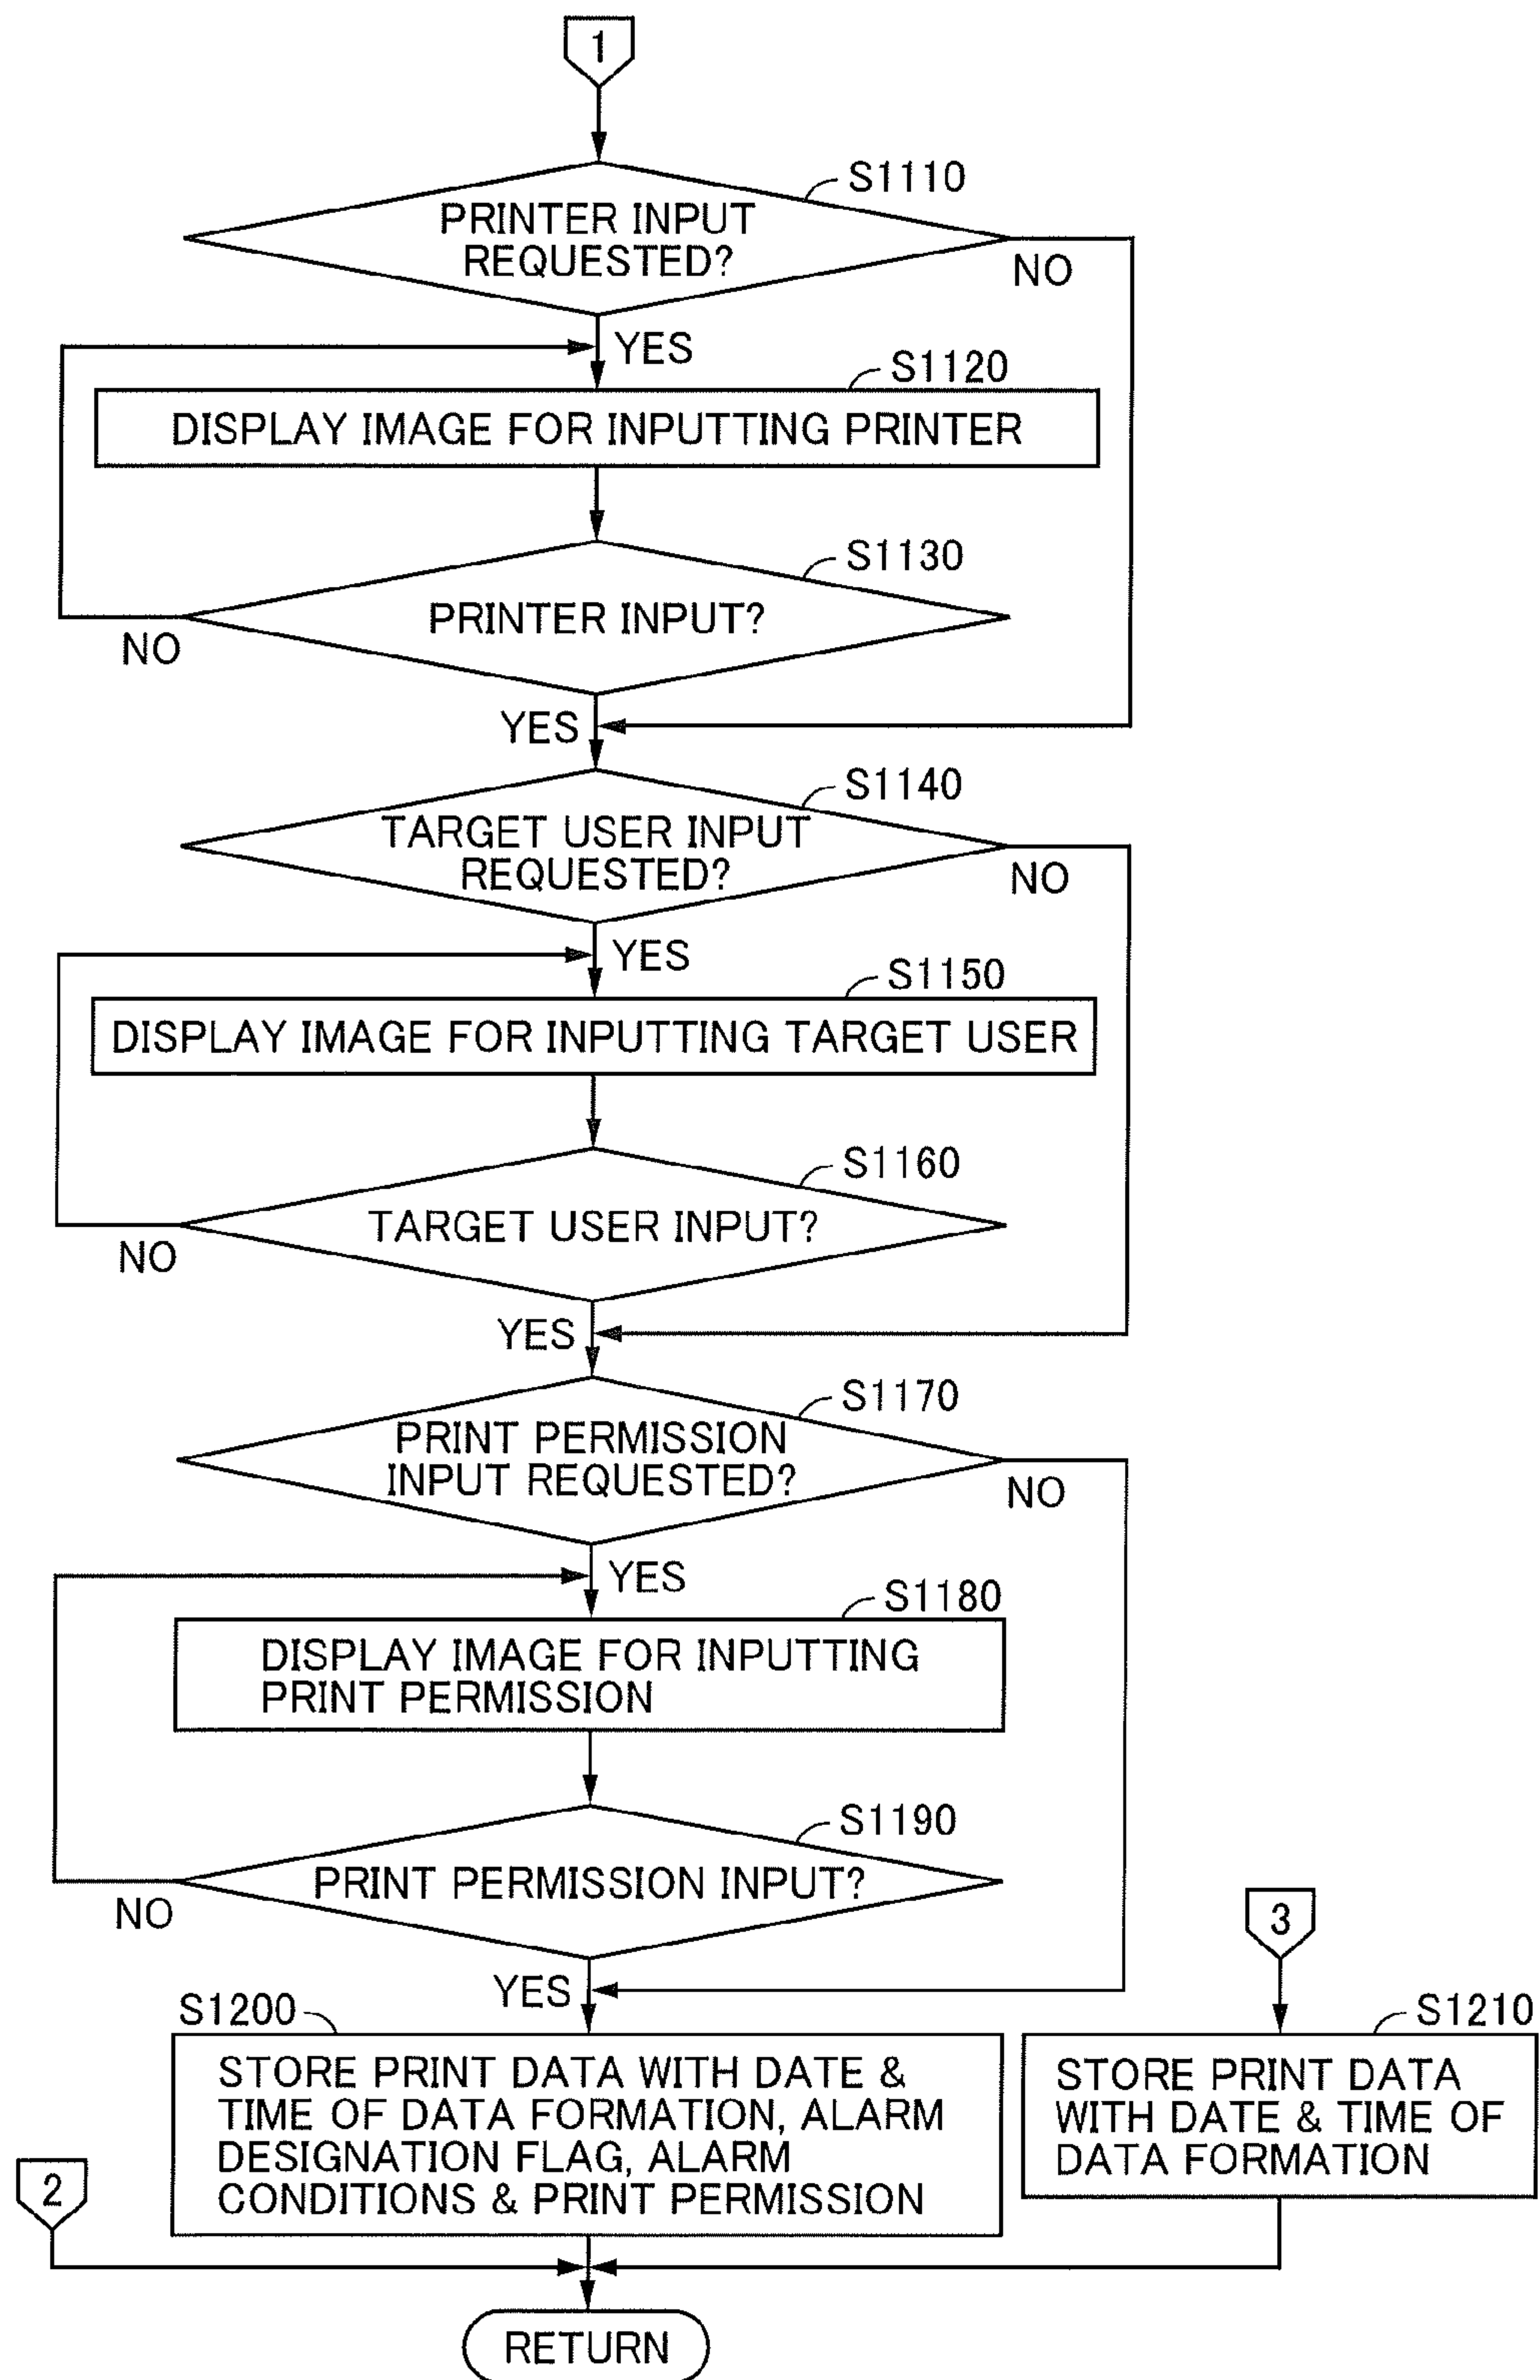 1
S1110
PRINTER INPUT
REQUESTED?
NO
YES
S1120
DISPLAY IMAGE FOR INPUTTING PRINTER
S1130
PRINTER INPUT?
NO
YES
S1140
TARGET USER INPUT
REQUESTED?
NO
YES
S1150
DISPLAY IMAGE FOR INPUTTING TARGET USER
S1160
TARGET USER INPUT?
NO
YES
S1170
PRINT PERMISSION
INPUT REQUESTED?
NO
YES
S1180
DISPLAY IMAGE FOR INPUTTING
PRINT PERMISSION
S1190
PRINT PERMISSION INPUT?
NO
YES
3
S1200
STORE PRINT DATA WITH DATE &
TIME OF DATA FORMATION, ALARM
DESIGNATION FLAG, ALARM
CONDITIONS & PRINT PERMISSION
S1210
STORE PRINT DATA
WITH DATE & TIME OF
DATA FORMATION
2
RETURN